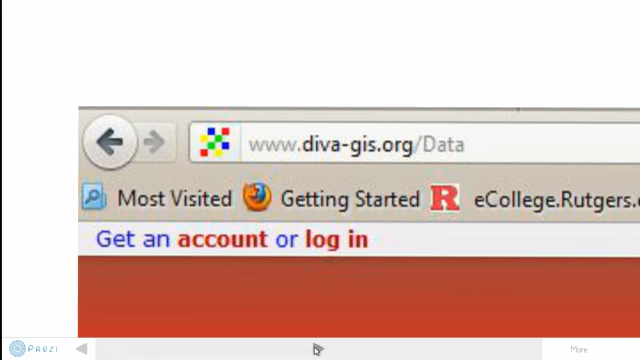 www.diva-gis.org/Data
Most Visited Getting Started R eCollege.Rutgers.
Get an account or log in
PREZI More